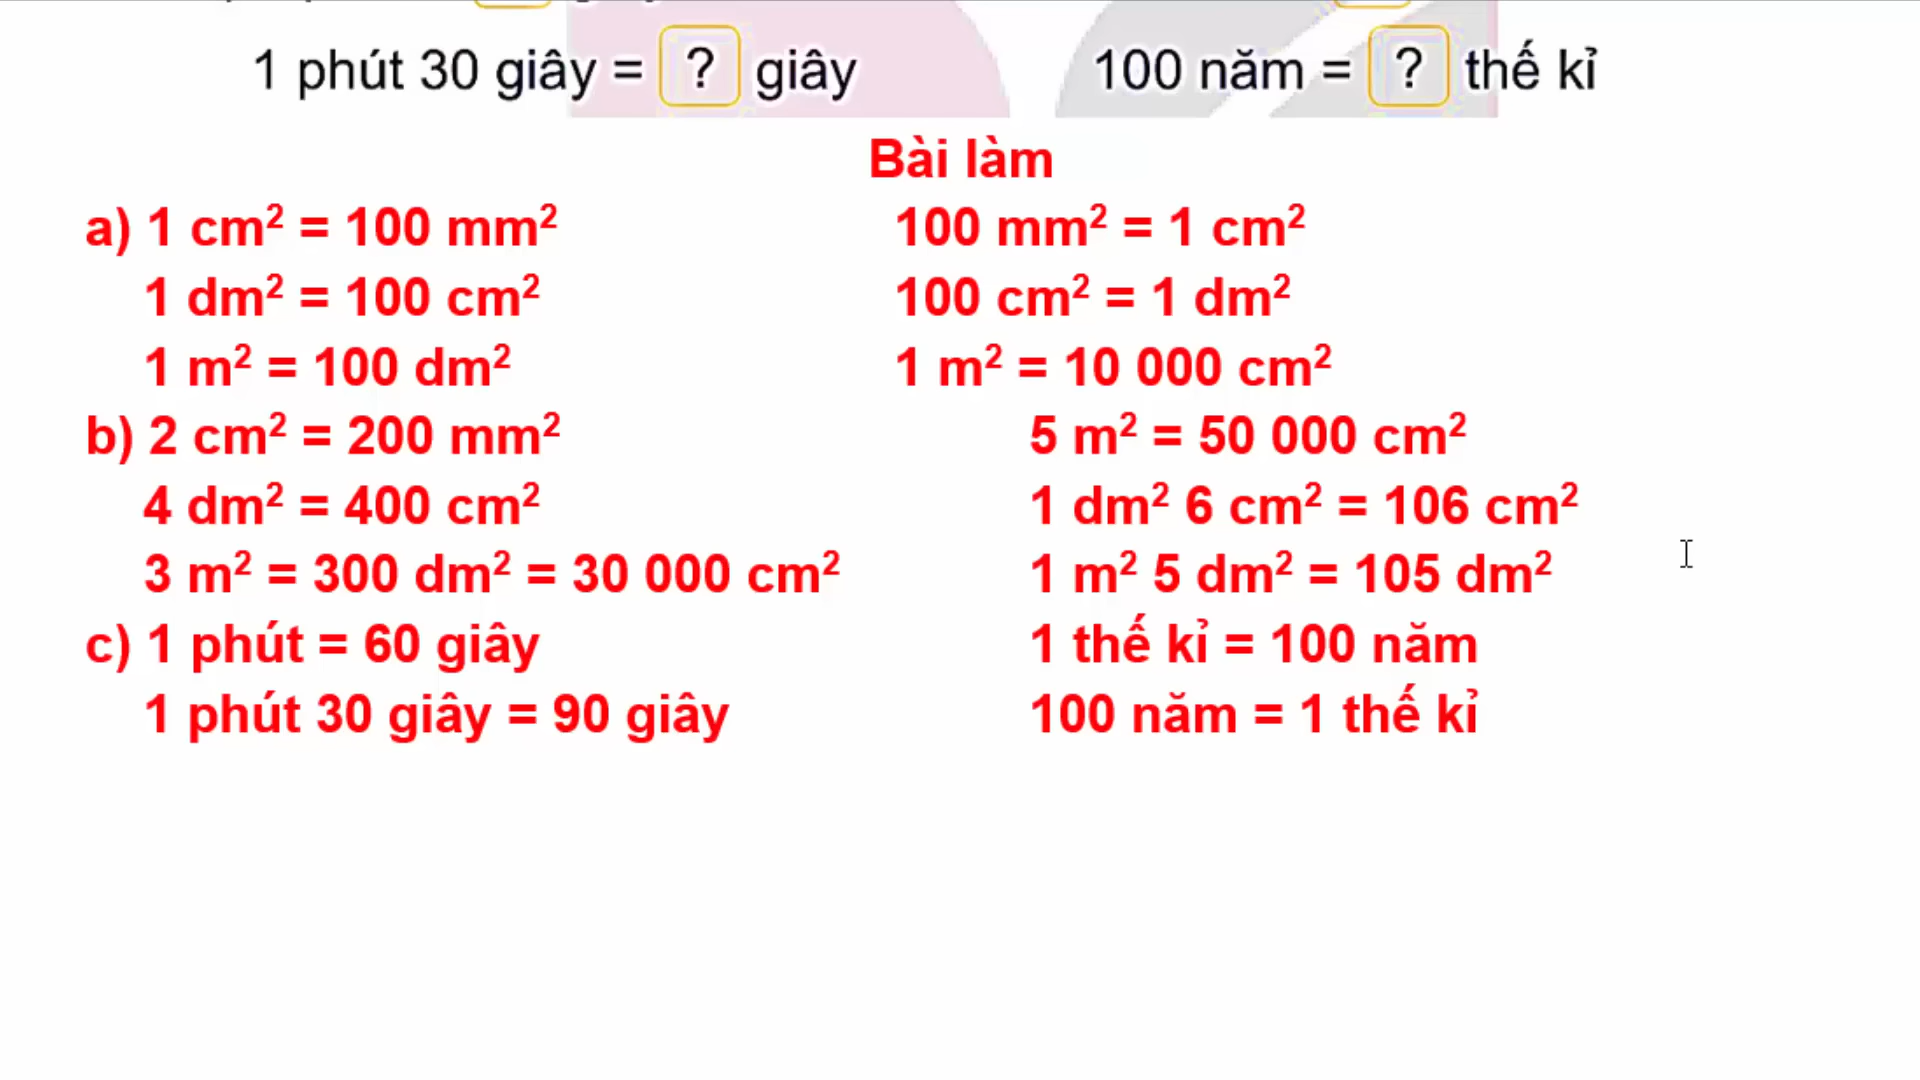 1 phút 30 giây = ? giây
100 năm = ? thế kỉ
Bài làm
a) 1 cm² = 100 mm²
100 mm² = 1 cm²
1 dm² = 100 cm²
100 cm² = 1 dm²
1 m² = 100 dm²
1 m² = 10 000 cm²
b) 2 cm² = 200 mm²
5 m² = 50 000 cm²
4 dm² = 400 cm²
1 dm² 6 cm² = 106 cm²
3 m² = 300 dm² = 30 000 cm²
1 m² 5 dm² = 105 dm²
c) 1 phút = 60 giây
1 thế kỉ = 100 năm
1 phút 30 giây = 90 giây
100 năm = 1 thế kỉ